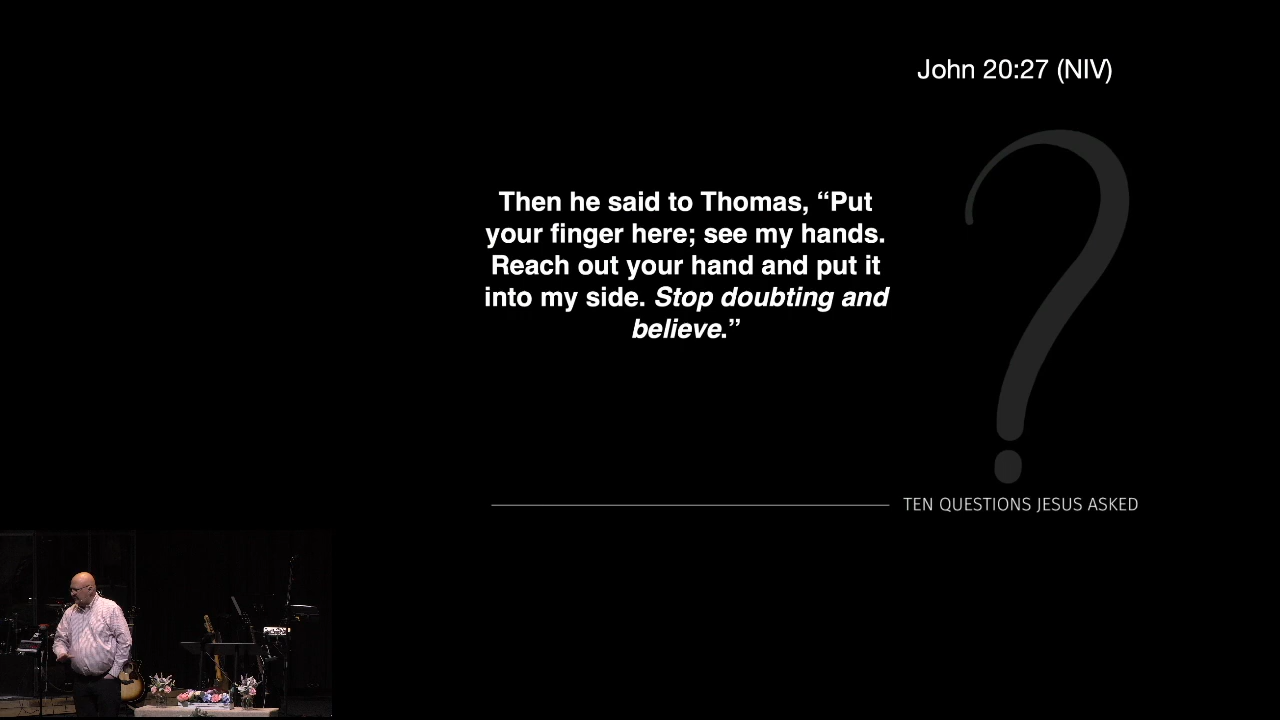 John 20:27 (NIV)
Then he said to Thomas, “Put
your finger here; see my hands.
Reach out your hand and put it
into my side. Stop doubting and
believe.”
TEN QUESTIONS JESUS ASKED